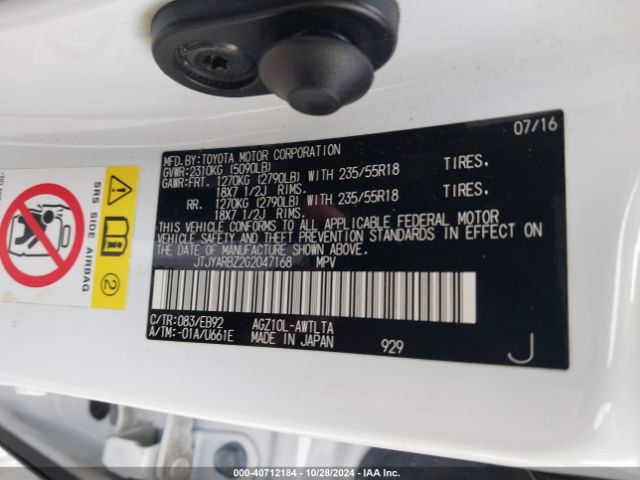 07/16
MFD.BY:TOYOTA MOTOR CORPORATION
GVWR:2310KG (5090LB)
GAWR:FRT. 1270KG (2790LB) WITH 235/55R18 TIRES.
18X7 1/2J RIMS.
RR. 1270KG (2790LB) WITH 235/55R18 TIRES.
18X7 1/2J RIMS.
THIS VEHICLE CONFORMS TO ALL APPLICABLE FEDERAL MOTOR
VEHICLE SAFETY AND THEFT PREVENTION STANDARDS IN EFFECT ON
THE DATE OF MANUFACTURE SHOWN ABOVE.
JTJYARBZ2G2047168 MPV
C/TR:083/EB92 AGZ10L-AWTLTA
A/TM:-01A/U661E MADE IN JAPAN 929 J
SRS SIDE AIRBAG
2
000-40712184 | 10/28/2024 | IAA Inc.